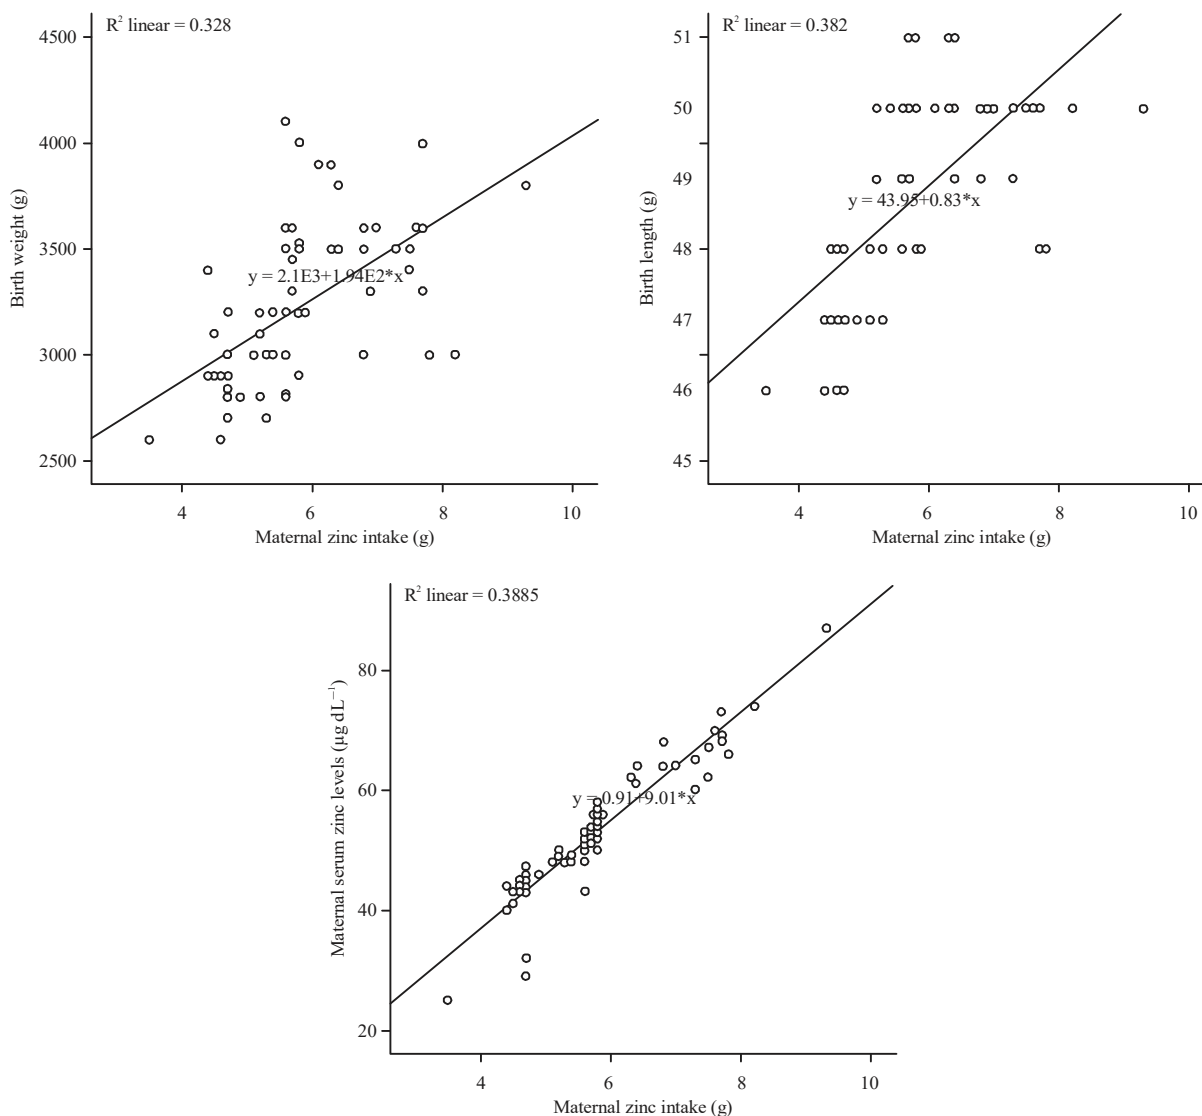 R² linear = 0.328
4500
4000
3500
3000
2500
Birth weight (g)
y = 2.1E3+1.94E2*x
4
6
8
10
Maternal zinc intake (g)
R² linear = 0.382
51
50
49
48
47
46
45
Birth length (g)
y = 43.95+0.83*x
4
6
8
10
Maternal zinc intake (g)
R² linear = 0.3885
80
60
40
20
Maternal serum zinc levels (µg dL⁻¹)
y = 0.91+9.01*x
4
6
8
10
Maternal zinc intake (g)